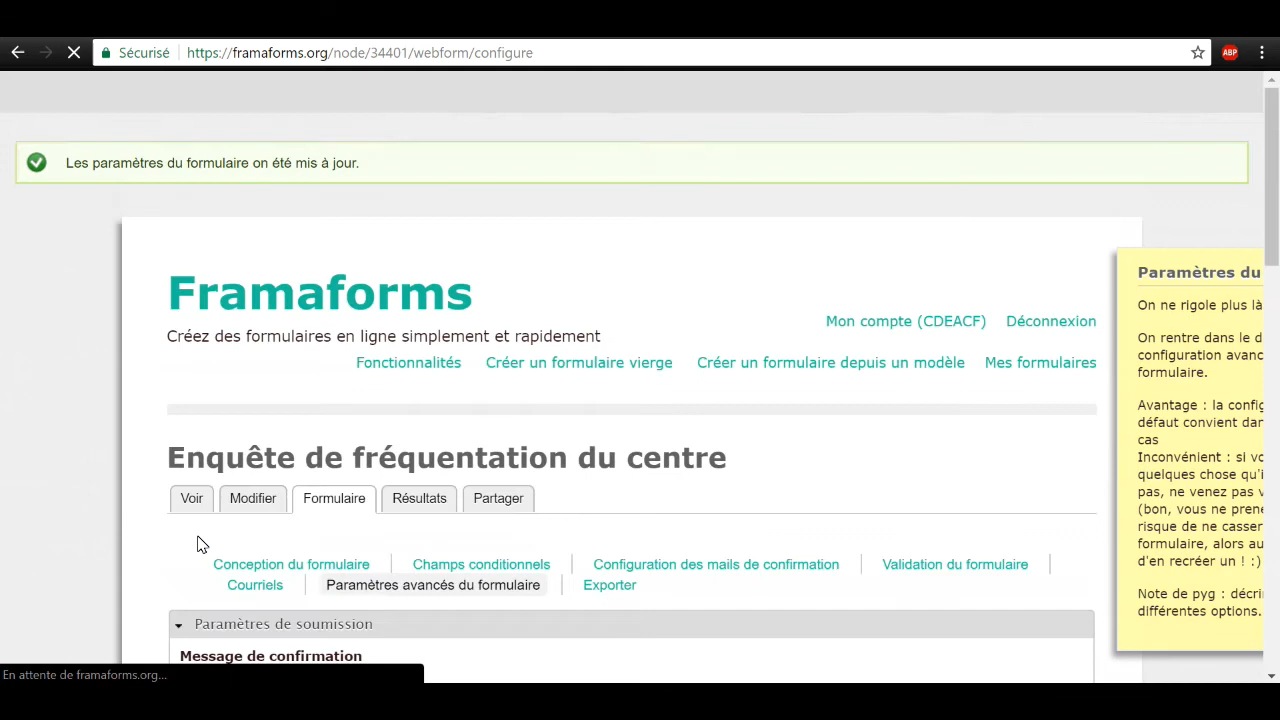 Sécurisé https://framaforms.org/node/34401/webform/configure
ABP
Les paramètres du formulaire on été mis à jour.
Framaforms
Créez des formulaires en ligne simplement et rapidement
Mon compte (CDEACF) Déconnexion
Fonctionnalités Créer un formulaire vierge Créer un formulaire depuis un modèle Mes formulaires
Enquête de fréquentation du centre
Voir Modifier Formulaire Résultats Partager
Conception du formulaire Champs conditionnels Configuration des mails de confirmation Validation du formulaire
Courriels Paramètres avancés du formulaire Exporter
Paramètres de soumission
Message de confirmation
Paramètres du
On ne rigole plus là
On rentre dans le d
configuration avanc
formulaire.
Avantage : la config
défaut convient dan
cas
Inconvénient : si vo
quelques chose qu'i
pas, ne venez pas v
(bon, vous ne prene
risque de ne casser
formulaire, alors au
d'en recréer un ! :)
Note de pyg : décri
différentes options.
En attente de framaforms.org...